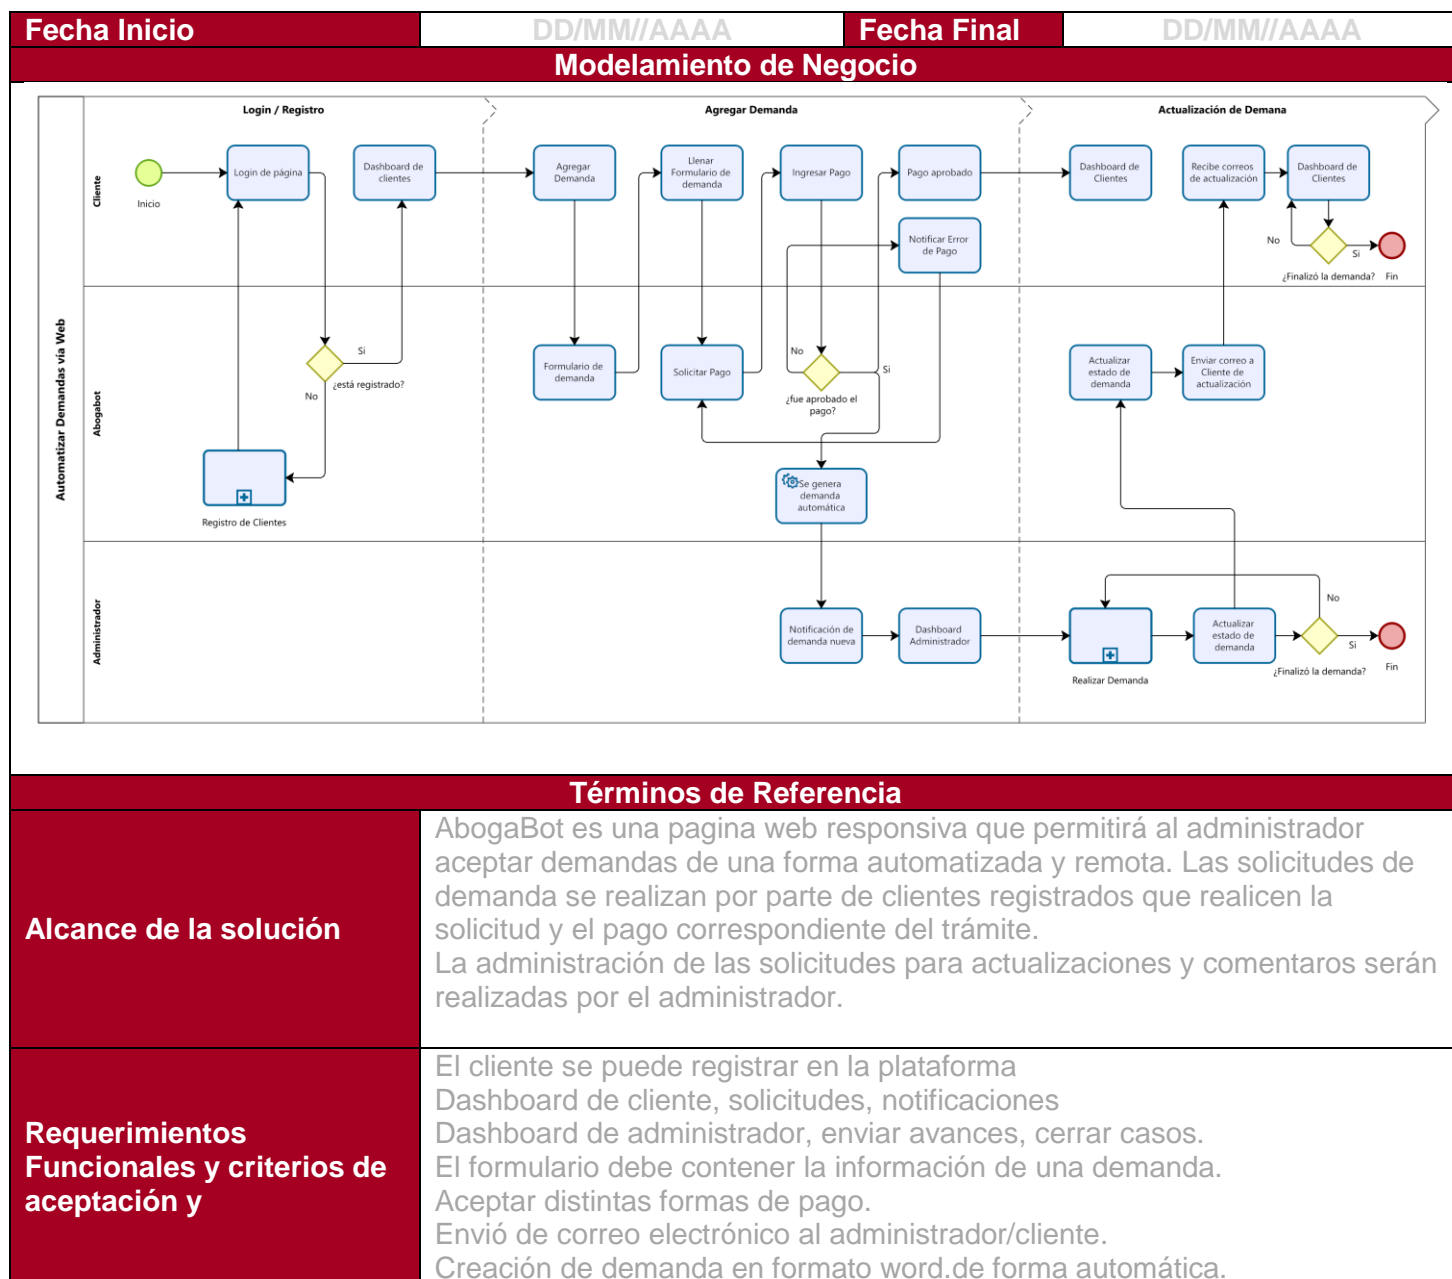 Fecha Inicio DD/MM//AAAA Fecha Final DD/MM//AAAA
Modelamiento de Negocio
Automatizar Demandas vía Web
Login / Registro
Agregar Demanda
Actualización de Demana
Cliente
Inicio
Login de página
Dashboard de
clientes
Agregar
Demanda
Llenar
Formulario de
demanda
Ingresar Pago
Pago aprobado
Notificar Error
de Pago
Dashboard de
Clientes
Recibe correos
de actualización
Dashboard de
Clientes
No
Si
¿Finalizó la demanda?
Fin
Abogabot
Si
¿está registrado?
No
Registro de Clientes
Formulario de
demanda
Solicitar Pago
No
Si
¿fue aprobado el
pago?
Se genera
demanda
automática
Actualizar
estado de
demanda
Enviar correo a
Cliente de
actualización
Administrador
Notificación de
demanda nueva
Dashboard
Administrador
Realizar Demanda
Actualizar
estado de
demanda
No
Si
¿Finalizó la demanda?
Fin
Términos de Referencia
Alcance de la solución
AbogaBot es una pagina web responsiva que permitirá al administrador
aceptar demandas de una forma automatizada y remota. Las solicitudes de
demanda se realizan por parte de clientes registrados que realicen la
solicitud y el pago correspondiente del trámite.
La administración de las solicitudes para actualizaciones y comentaros serán
realizadas por el administrador.
Requerimientos
Funcionales y criterios de
aceptación y
El cliente se puede registrar en la plataforma
Dashboard de cliente, solicitudes, notificaciones
Dashboard de administrador, enviar avances, cerrar casos.
El formulario debe contener la información de una demanda.
Aceptar distintas formas de pago.
Envió de correo electrónico al administrador/cliente.
Creación de demanda en formato word.de forma automática.